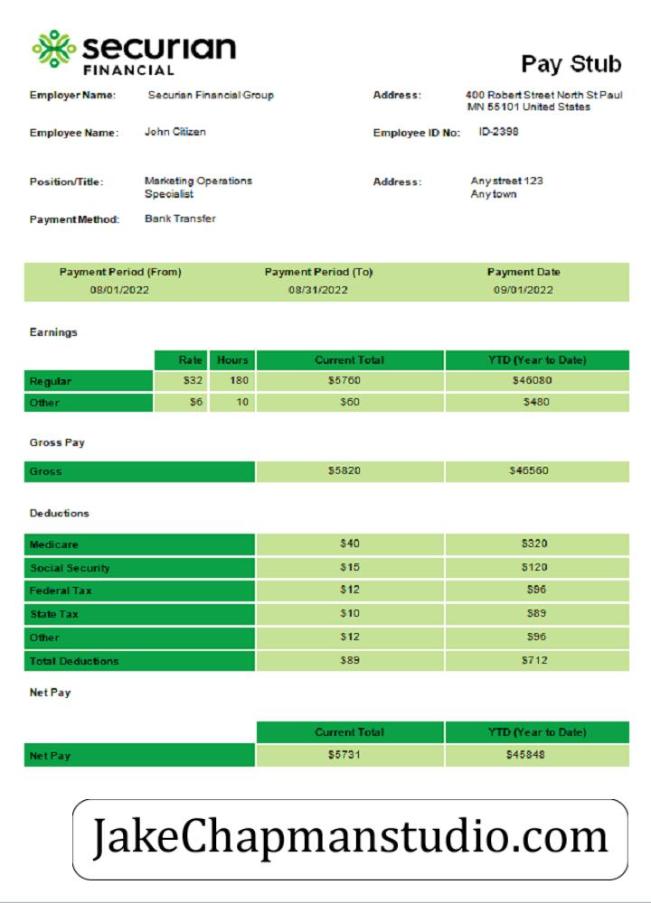 securian
FINANCIAL
Pay Stub
Employer Name: Securian Financial Group Address: 400 Robert Street North St Paul
MN 55101 United States
Employee Name: John Citizen Employee ID No: ID-2398
Position/Title: Marketing Operations Address: Any street 123
Specialist Any town
Payment Method: Bank Transfer
Payment Period (From) Payment Period (To) Payment Date
08/01/2022 08/31/2022 09/01/2022
Earnings
Rate Hours Current Total YTD (Year to Date)
Regular $32 180 $5760 $46080
Other $6 10 $60 $480
Gross Pay
Gross $5820 $46560
Deductions
Medicare $40 $320
Social Security $15 $120
Federal Tax $12 $96
State Tax $10 $89
Other $12 $96
Total Deductions $89 $712
Net Pay
Current Total YTD (Year to Date)
Net Pay $5731 $45848
JakeChapmanstudio.com